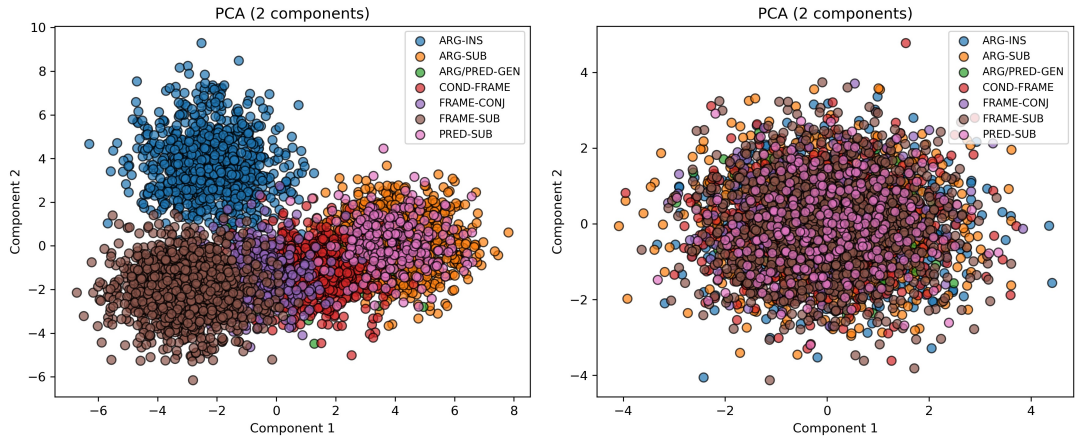 PCA (2 components)
10
8
6
4
2
0
−2
−4
−6
−6
−4
−2
0
2
4
6
8
Component 1
Component 2
ARG-INS
ARG-SUB
ARG/PRED-GEN
COND-FRAME
FRAME-CONJ
FRAME-SUB
PRED-SUB
PCA (2 components)
4
2
0
−2
−4
−4
−2
0
2
4
Component 1
Component 2
ARG-INS
ARG-SUB
ARG/PRED-GEN
COND-FRAME
FRAME-CONJ
FRAME-SUB
PRED-SUB